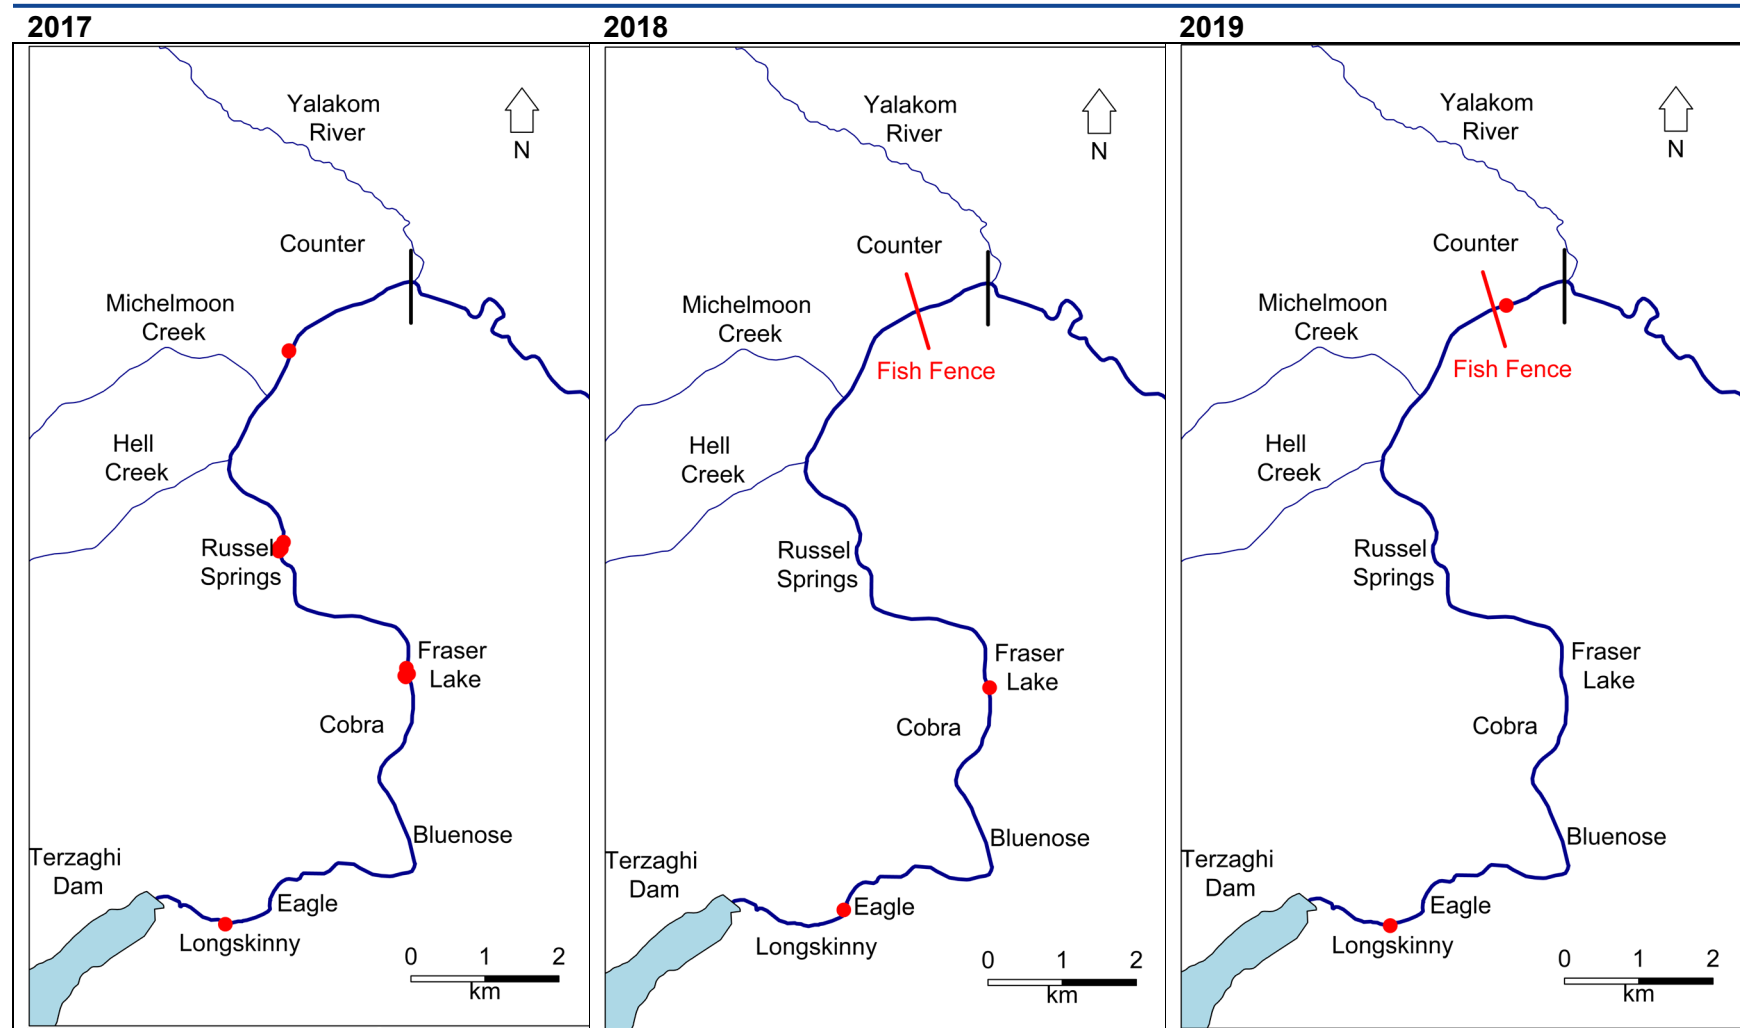 2017
Yalakom
River
N
Counter
Michelmoon
Creek
Hell
Creek
Russel
Springs
Fraser
Lake
Cobra
Bluenose
Terzaghi
Dam
Eagle
Longskinny
0 1 2
km
2018
Yalakom
River
N
Counter
Michelmoon
Creek
Fish Fence
Hell
Creek
Russel
Springs
Fraser
Lake
Cobra
Bluenose
Terzaghi
Dam
Eagle
Longskinny
0 1 2
km
2019
Yalakom
River
N
Counter
Michelmoon
Creek
Fish Fence
Hell
Creek
Russel
Springs
Fraser
Lake
Cobra
Bluenose
Terzaghi
Dam
Eagle
Longskinny
0 1 2
km